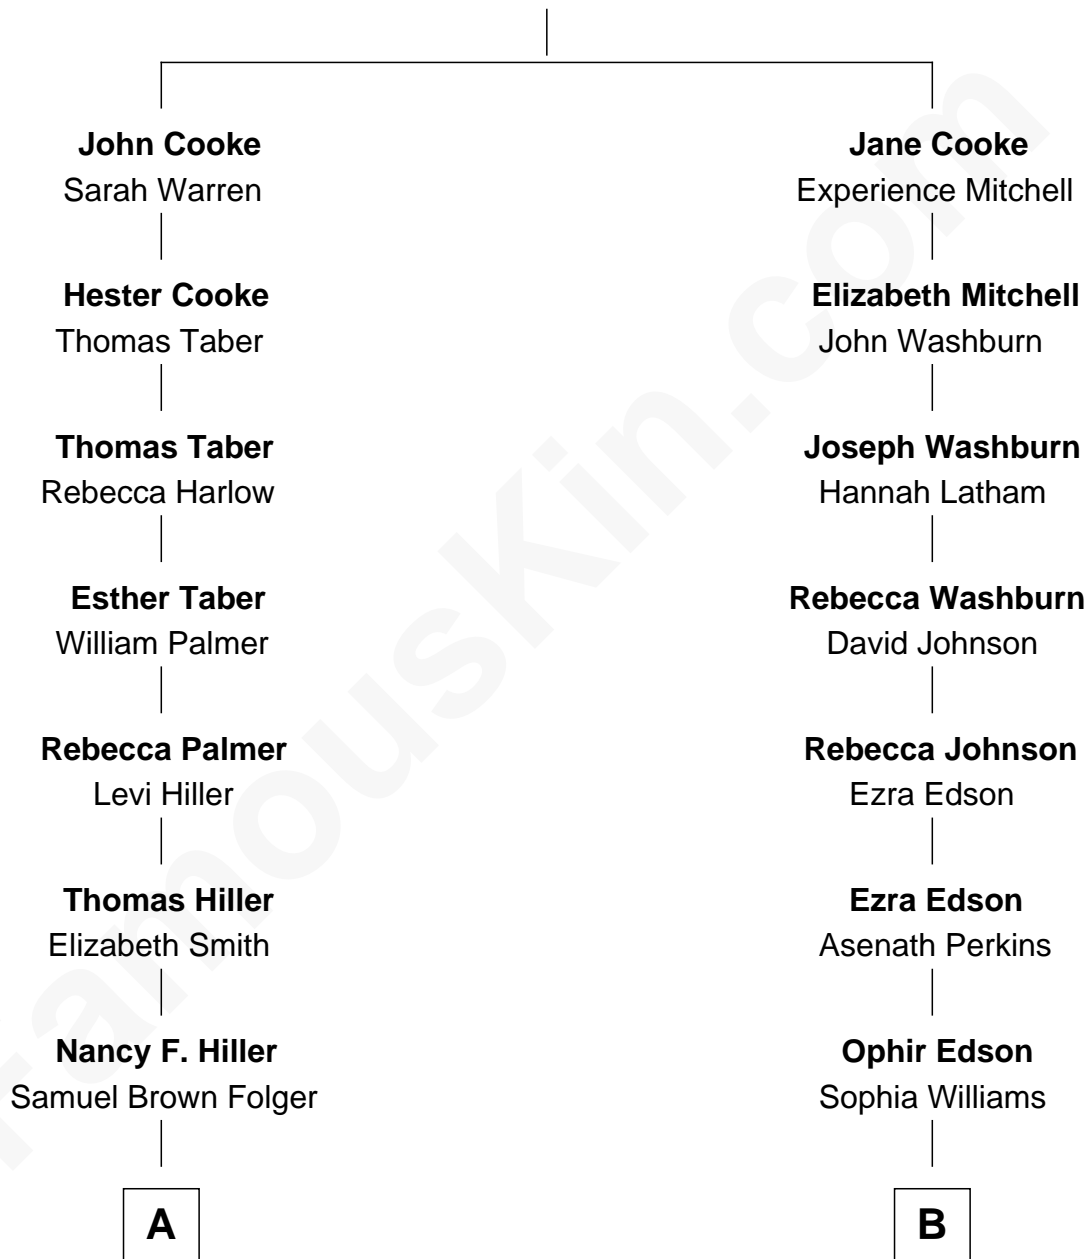 John Cooke
Sarah Warren
Hester Cooke
Thomas Taber
Thomas Taber
Rebecca Harlow
Esther Taber
William Palmer
Rebecca Palmer
Levi Hiller
Thomas Hiller
Elizabeth Smith
Nancy F. Hiller
Samuel Brown Folger
A
Jane Cooke
Experience Mitchell
Elizabeth Mitchell
John Washburn
Joseph Washburn
Hannah Latham
Rebecca Washburn
David Johnson
Rebecca Johnson
Ezra Edson
Ezra Edson
Asenath Perkins
Ophir Edson
Sophia Williams
B
FamousKin.com